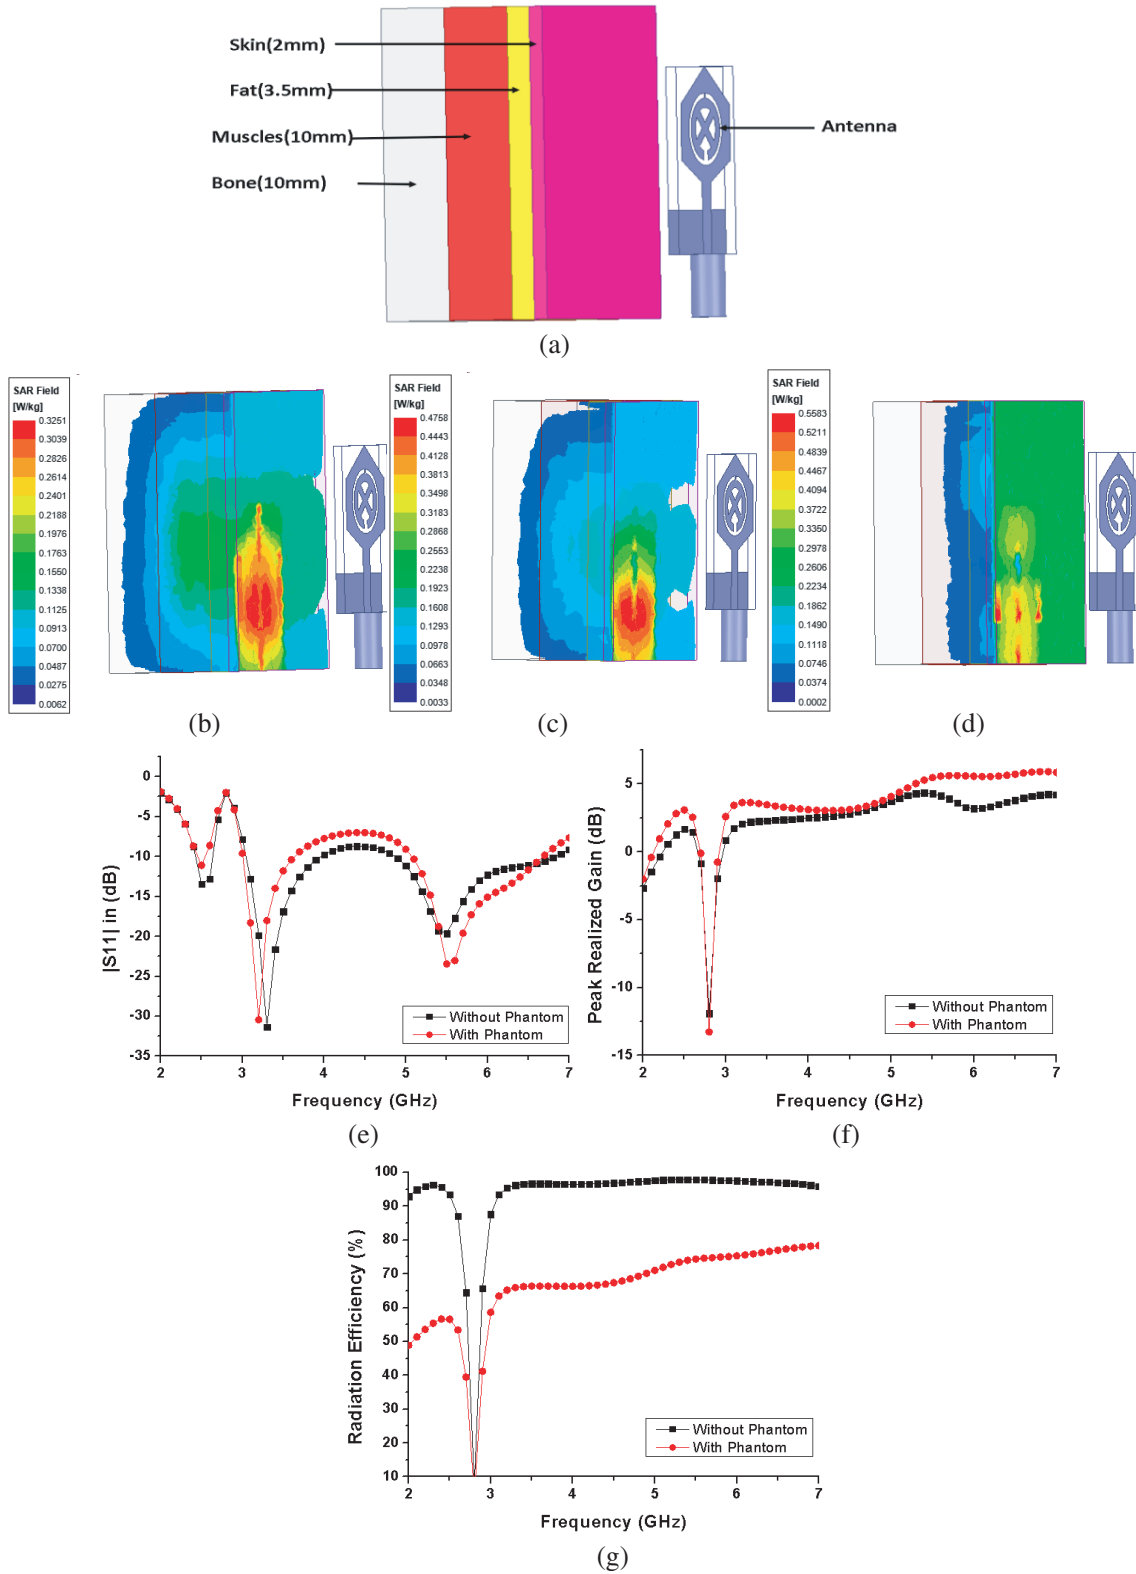 Skin(2mm)
Fat(3.5mm)
Muscles(10mm)
Bone(10mm)
Antenna
(a)
SAR Field
[W/kg]
0.3251
0.3039
0.2826
0.2614
0.2401
0.2188
0.1976
0.1763
0.1550
0.1338
0.1125
0.0913
0.0700
0.0487
0.0275
0.0062
(b)
SAR Field
[W/kg]
0.4758
0.4443
0.4128
0.3813
0.3498
0.3183
0.2868
0.2553
0.2238
0.1923
0.1608
0.1293
0.0978
0.0663
0.0348
0.0033
(c)
SAR Field
[W/kg]
0.5583
0.5211
0.4839
0.4467
0.4094
0.3722
0.3350
0.2978
0.2606
0.2234
0.1862
0.1490
0.1118
0.0746
0.0374
0.0002
(d)
|S11| in (dB)
0
-5
-10
-15
-20
-25
-30
-35
2
3
4
5
6
7
Without Phantom
With Phantom
Frequency (GHz)
(e)
Peak Realized Gain (dB)
5
0
-5
-10
-15
2
3
4
5
6
7
Without Phantom
With Phantom
Frequency (GHz)
(f)
Radiation Efficiency (%)
100
90
80
70
60
50
40
30
20
10
2
3
4
5
6
7
Without Phantom
With Phantom
Frequency (GHz)
(g)